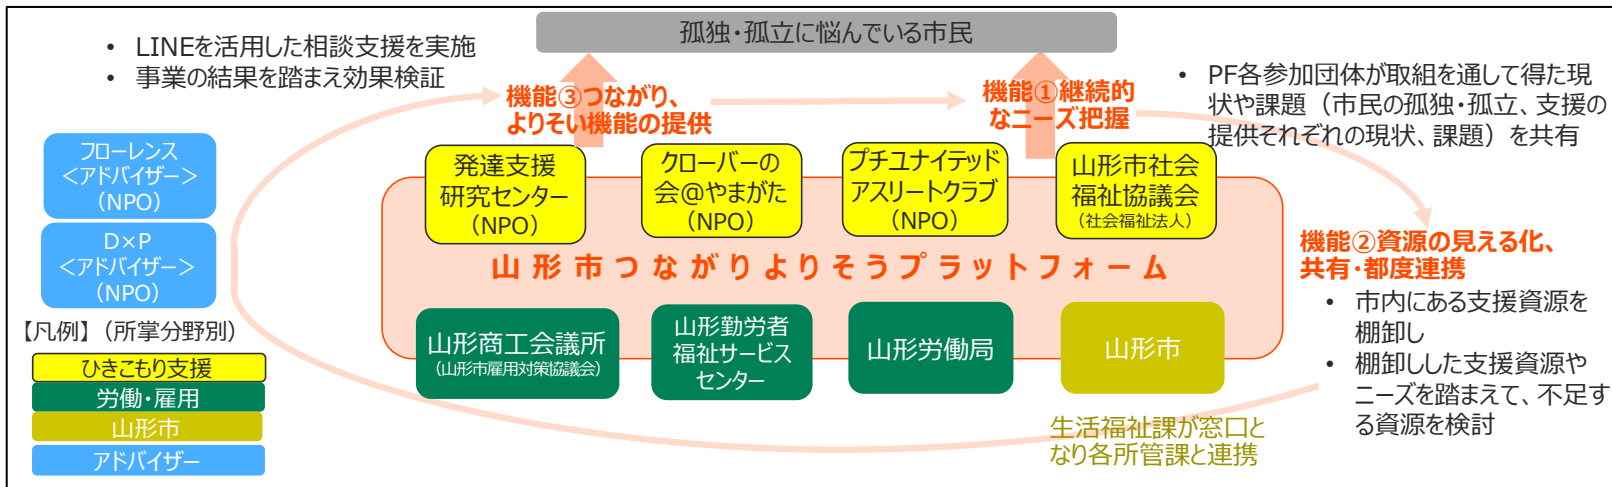 孤独・孤立に悩んでいる市民
• LINEを活用した相談支援を実施
• 事業の結果を踏まえ効果検証
機能③つながり、
よりそい機能の提供
機能①継続的
なニーズ把握
• PF各参加団体が取組を通して得た現
状や課題（市民の孤独・孤立、支援の
提供それぞれの現状、課題）を共有
フローレンス
＜アドバイザー＞
（NPO）
D×P
＜アドバイザー＞
（NPO）
発達支援
研究センター
（NPO）
クローバーの
会@やまがた
（NPO）
プチユナイテッド
アスリートクラブ
（NPO）
山形市社会
福祉協議会
（社会福祉法人）
山形市つながりよりそうプラットフォーム
機能②資源の見える化、
共有・都度連携
• 市内にある支援資源を
棚卸し
• 棚卸しした支援資源や
ニーズを踏まえて、不足す
る資源を検討
山形商工会議所
（山形市雇用対策協議会）
山形勤労者
福祉サービス
センター
山形労働局
山形市
生活福祉課が窓口と
なり各所管課と連携
【凡例】（所掌分野別）
ひきこもり支援
労働・雇用
山形市
アドバイザー